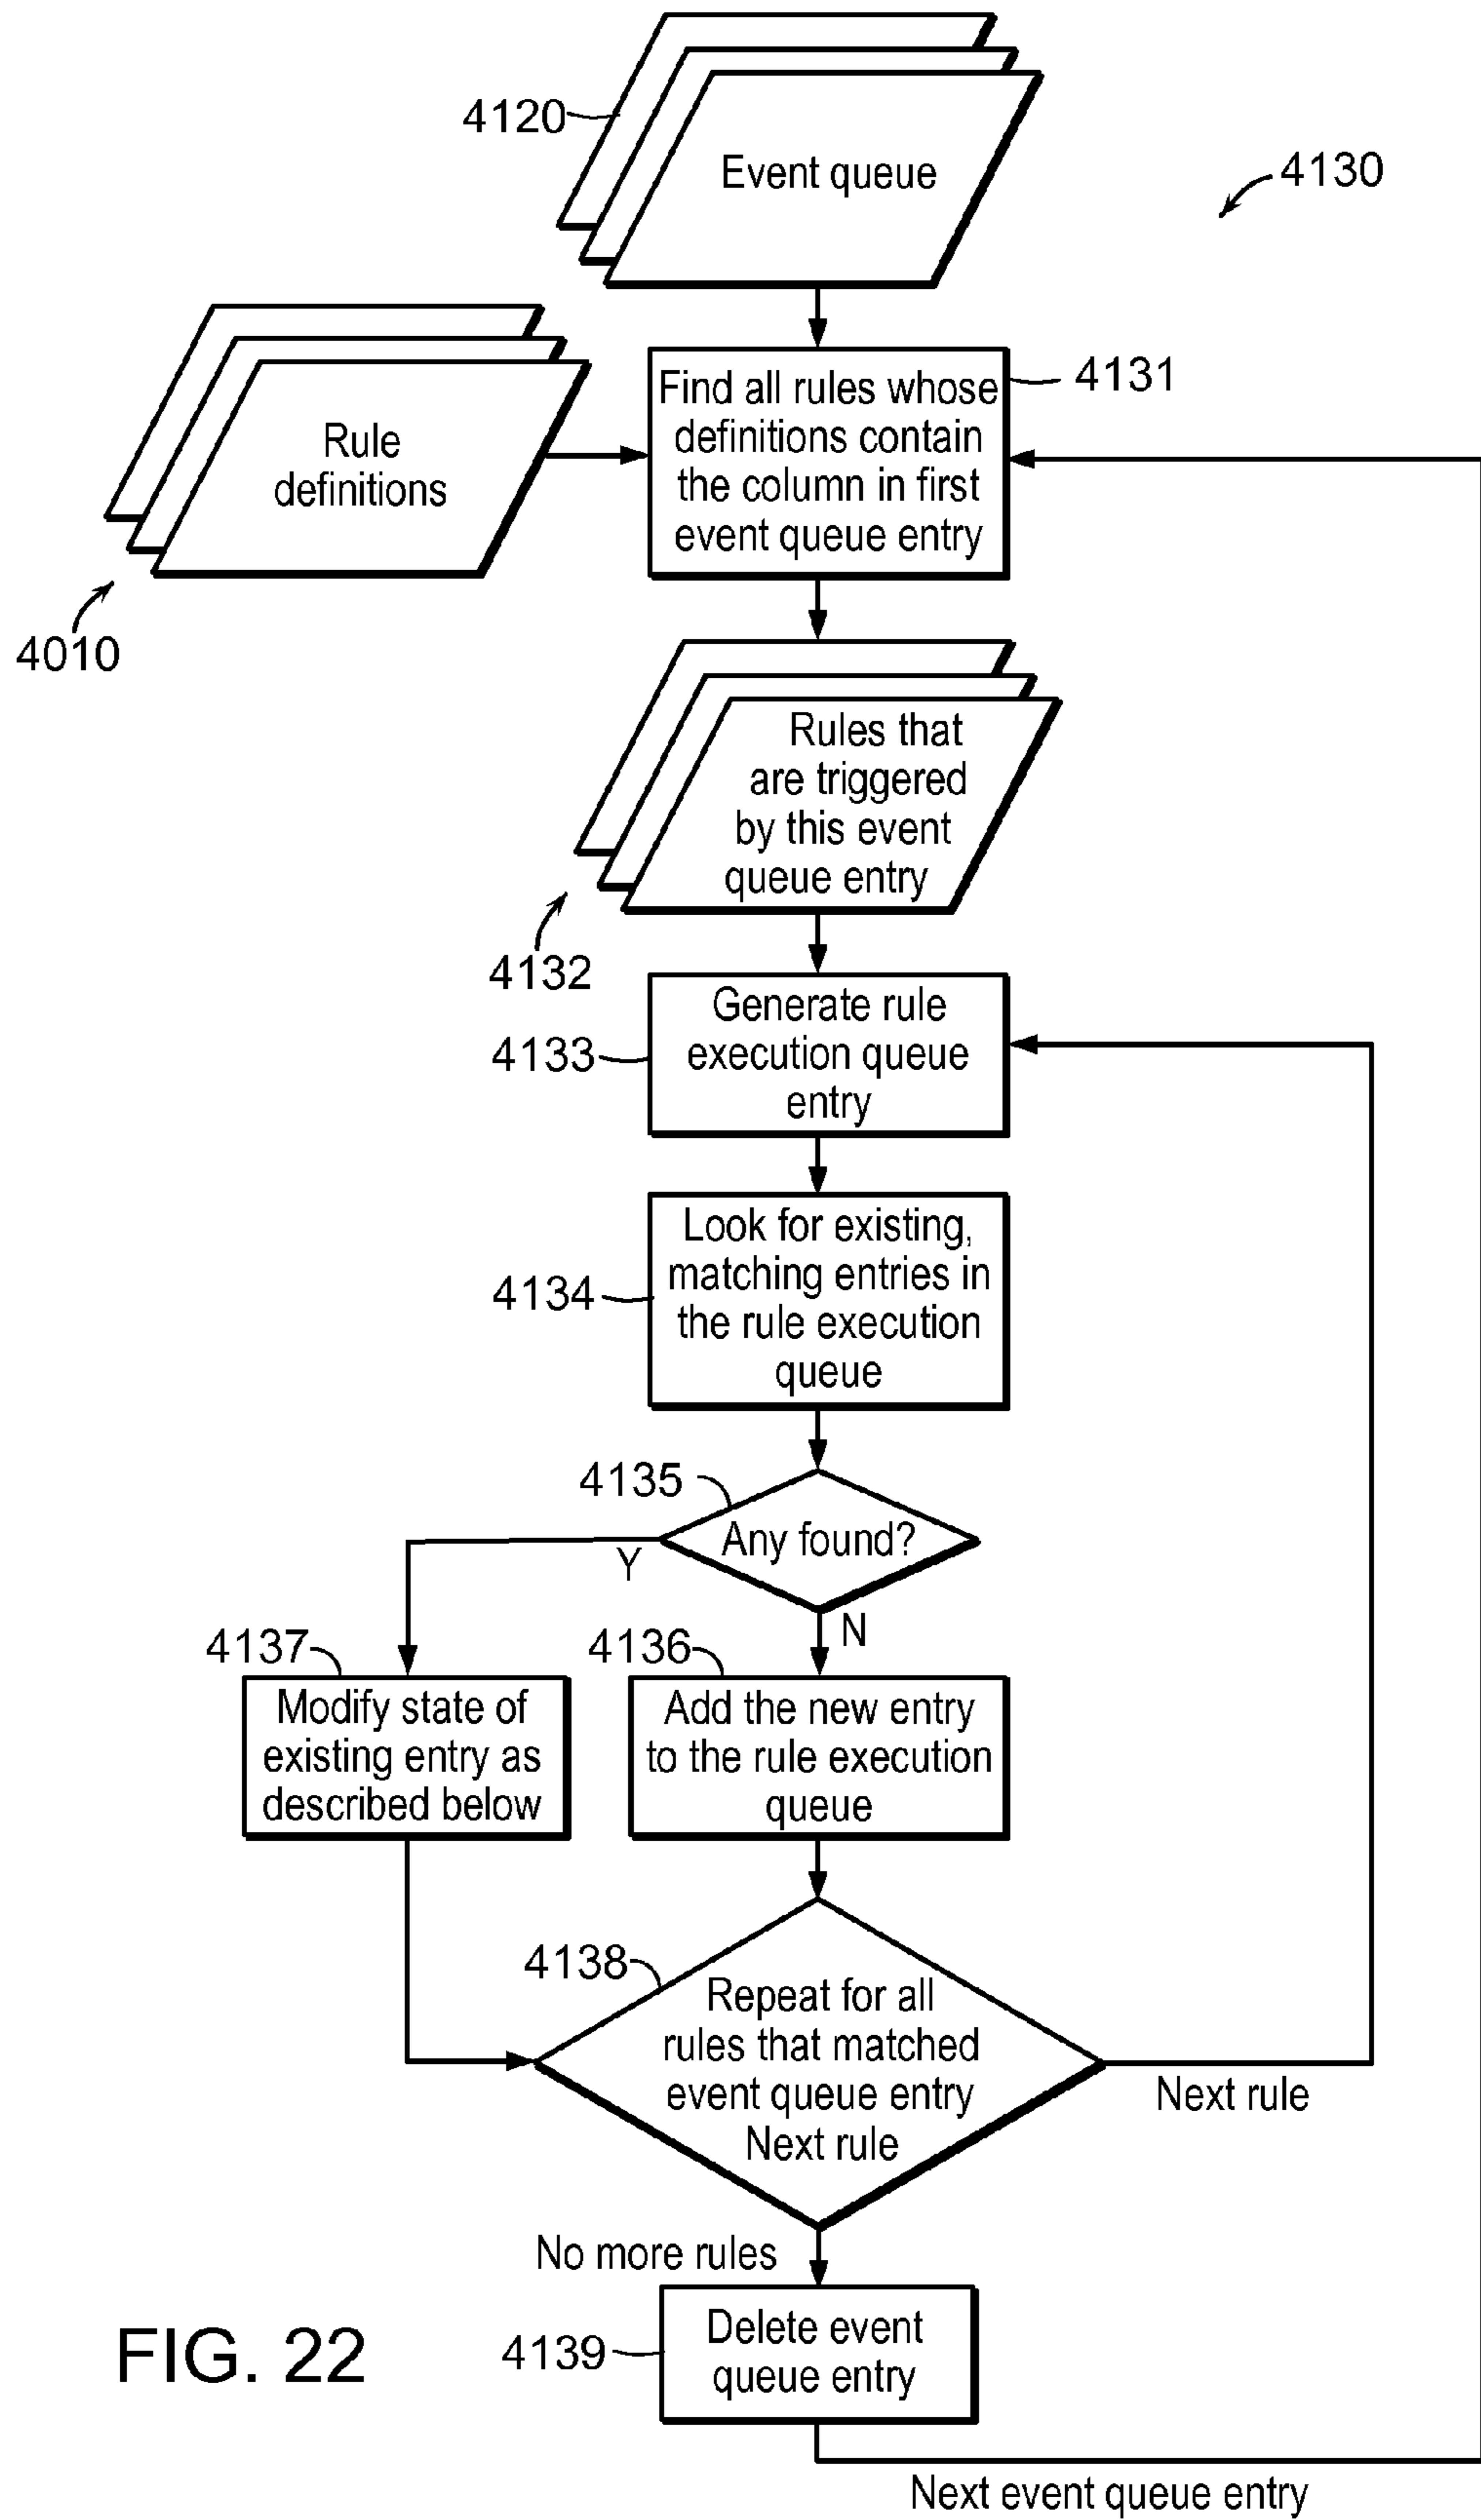 4120
Event queue
4130
Rule
definitions
4010
Find all rules whose
definitions contain
the column in first
event queue entry
4131
Rules that
are triggered
by this event
queue entry
4132
Generate rule
execution queue
entry
4133
Look for existing,
matching entries in
the rule execution
queue
4134
4135
Any found?
Y
N
4137
Modify state of
existing entry as
described below
4136
Add the new entry
to the rule execution
queue
4138
Repeat for all
rules that matched
event queue entry
Next rule
Next rule
No more rules
Delete event
queue entry
4139
Next event queue entry
FIG. 22